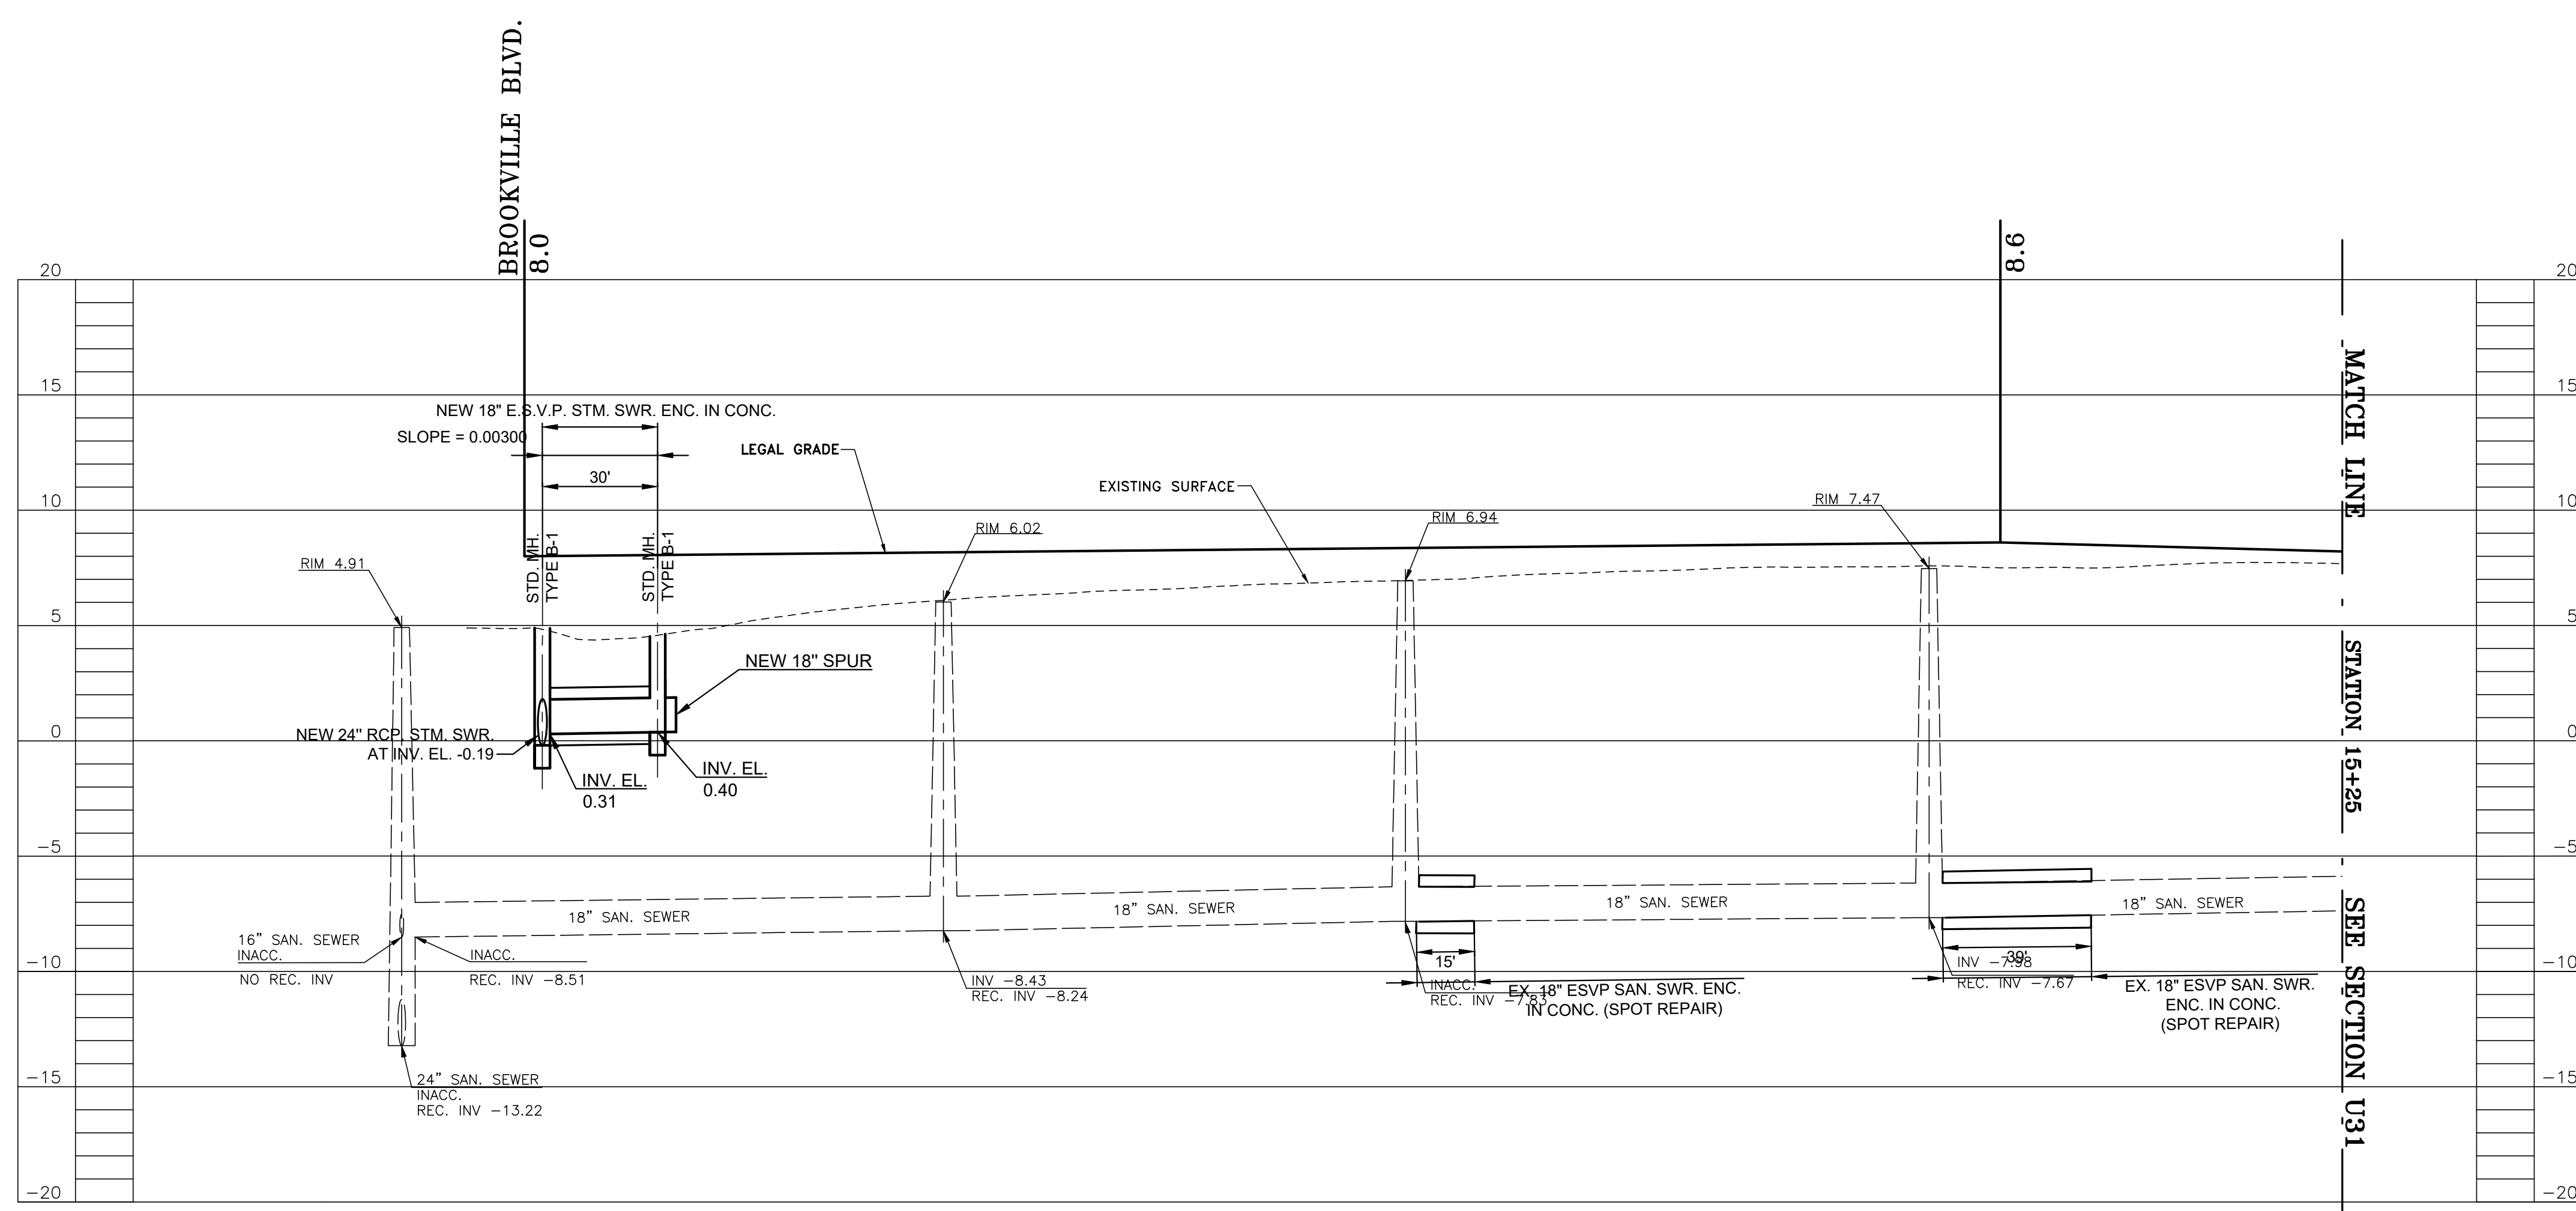 BROOKVILLE BLVD.
8.0
8.6
20
15
10
5
0
−5
−10
−15
−20
NEW 18" E.S.V.P. STM. SWR. ENC. IN CONC.
SLOPE = 0.00300
30'
LEGAL GRADE
EXISTING SURFACE
STD. MH.
TYPE B-1
STD. MH.
TYPE B-1
RIM 4.91
RIM 6.02
RIM 6.94
RIM 7.47
NEW 18" SPUR
NEW 24" RCP. STM. SWR.
AT INV. EL. -0.19
INV. EL.
0.31
INV. EL.
0.40
18” SAN. SEWER
18” SAN. SEWER
18” SAN. SEWER
18” SAN. SEWER
16” SAN. SEWER
INACC.
NO REC. INV
INACC.
REC. INV −8.51
INV −8.43
REC. INV −8.24
15'
INACC.
REC. INV −7.83
EX. 18" ESVP SAN. SWR. ENC.
IN CONC. (SPOT REPAIR)
39'
INV −7.98
REC. INV −7.67
EX. 18" ESVP SAN. SWR.
ENC. IN CONC.
(SPOT REPAIR)
24” SAN. SEWER
INACC.
REC. INV −13.22
MATCH LINE STATION 15+25 SEE SECTION U31
20
15
10
5
0
−5
−10
−15
−20